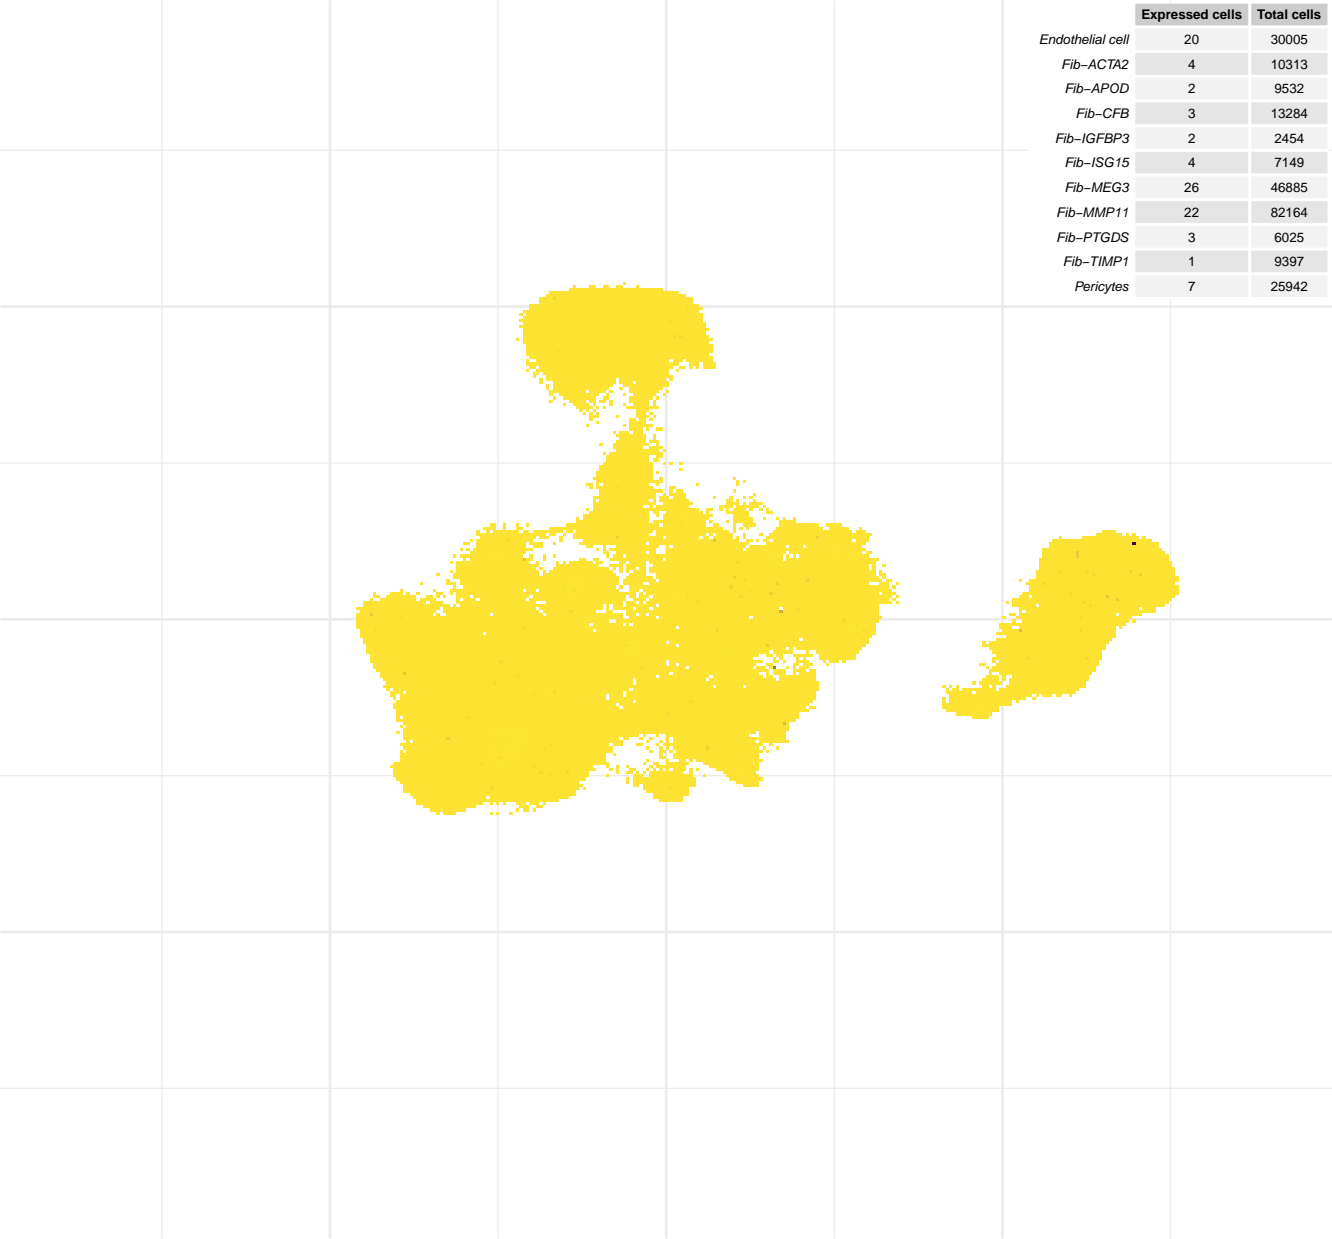 Expressed cells Total cells
Endothelial cell 20 30005
Fib−ACTA2 4 10313
Fib−APOD 2 9532
Fib−CFB 3 13284
Fib−IGFBP3 2 2454
Fib−ISG15 4 7149
Fib−MEG3 26 46885
Fib−MMP11 22 82164
Fib−PTGDS 3 6025
Fib−TIMP1 1 9397
Pericytes 7 25942